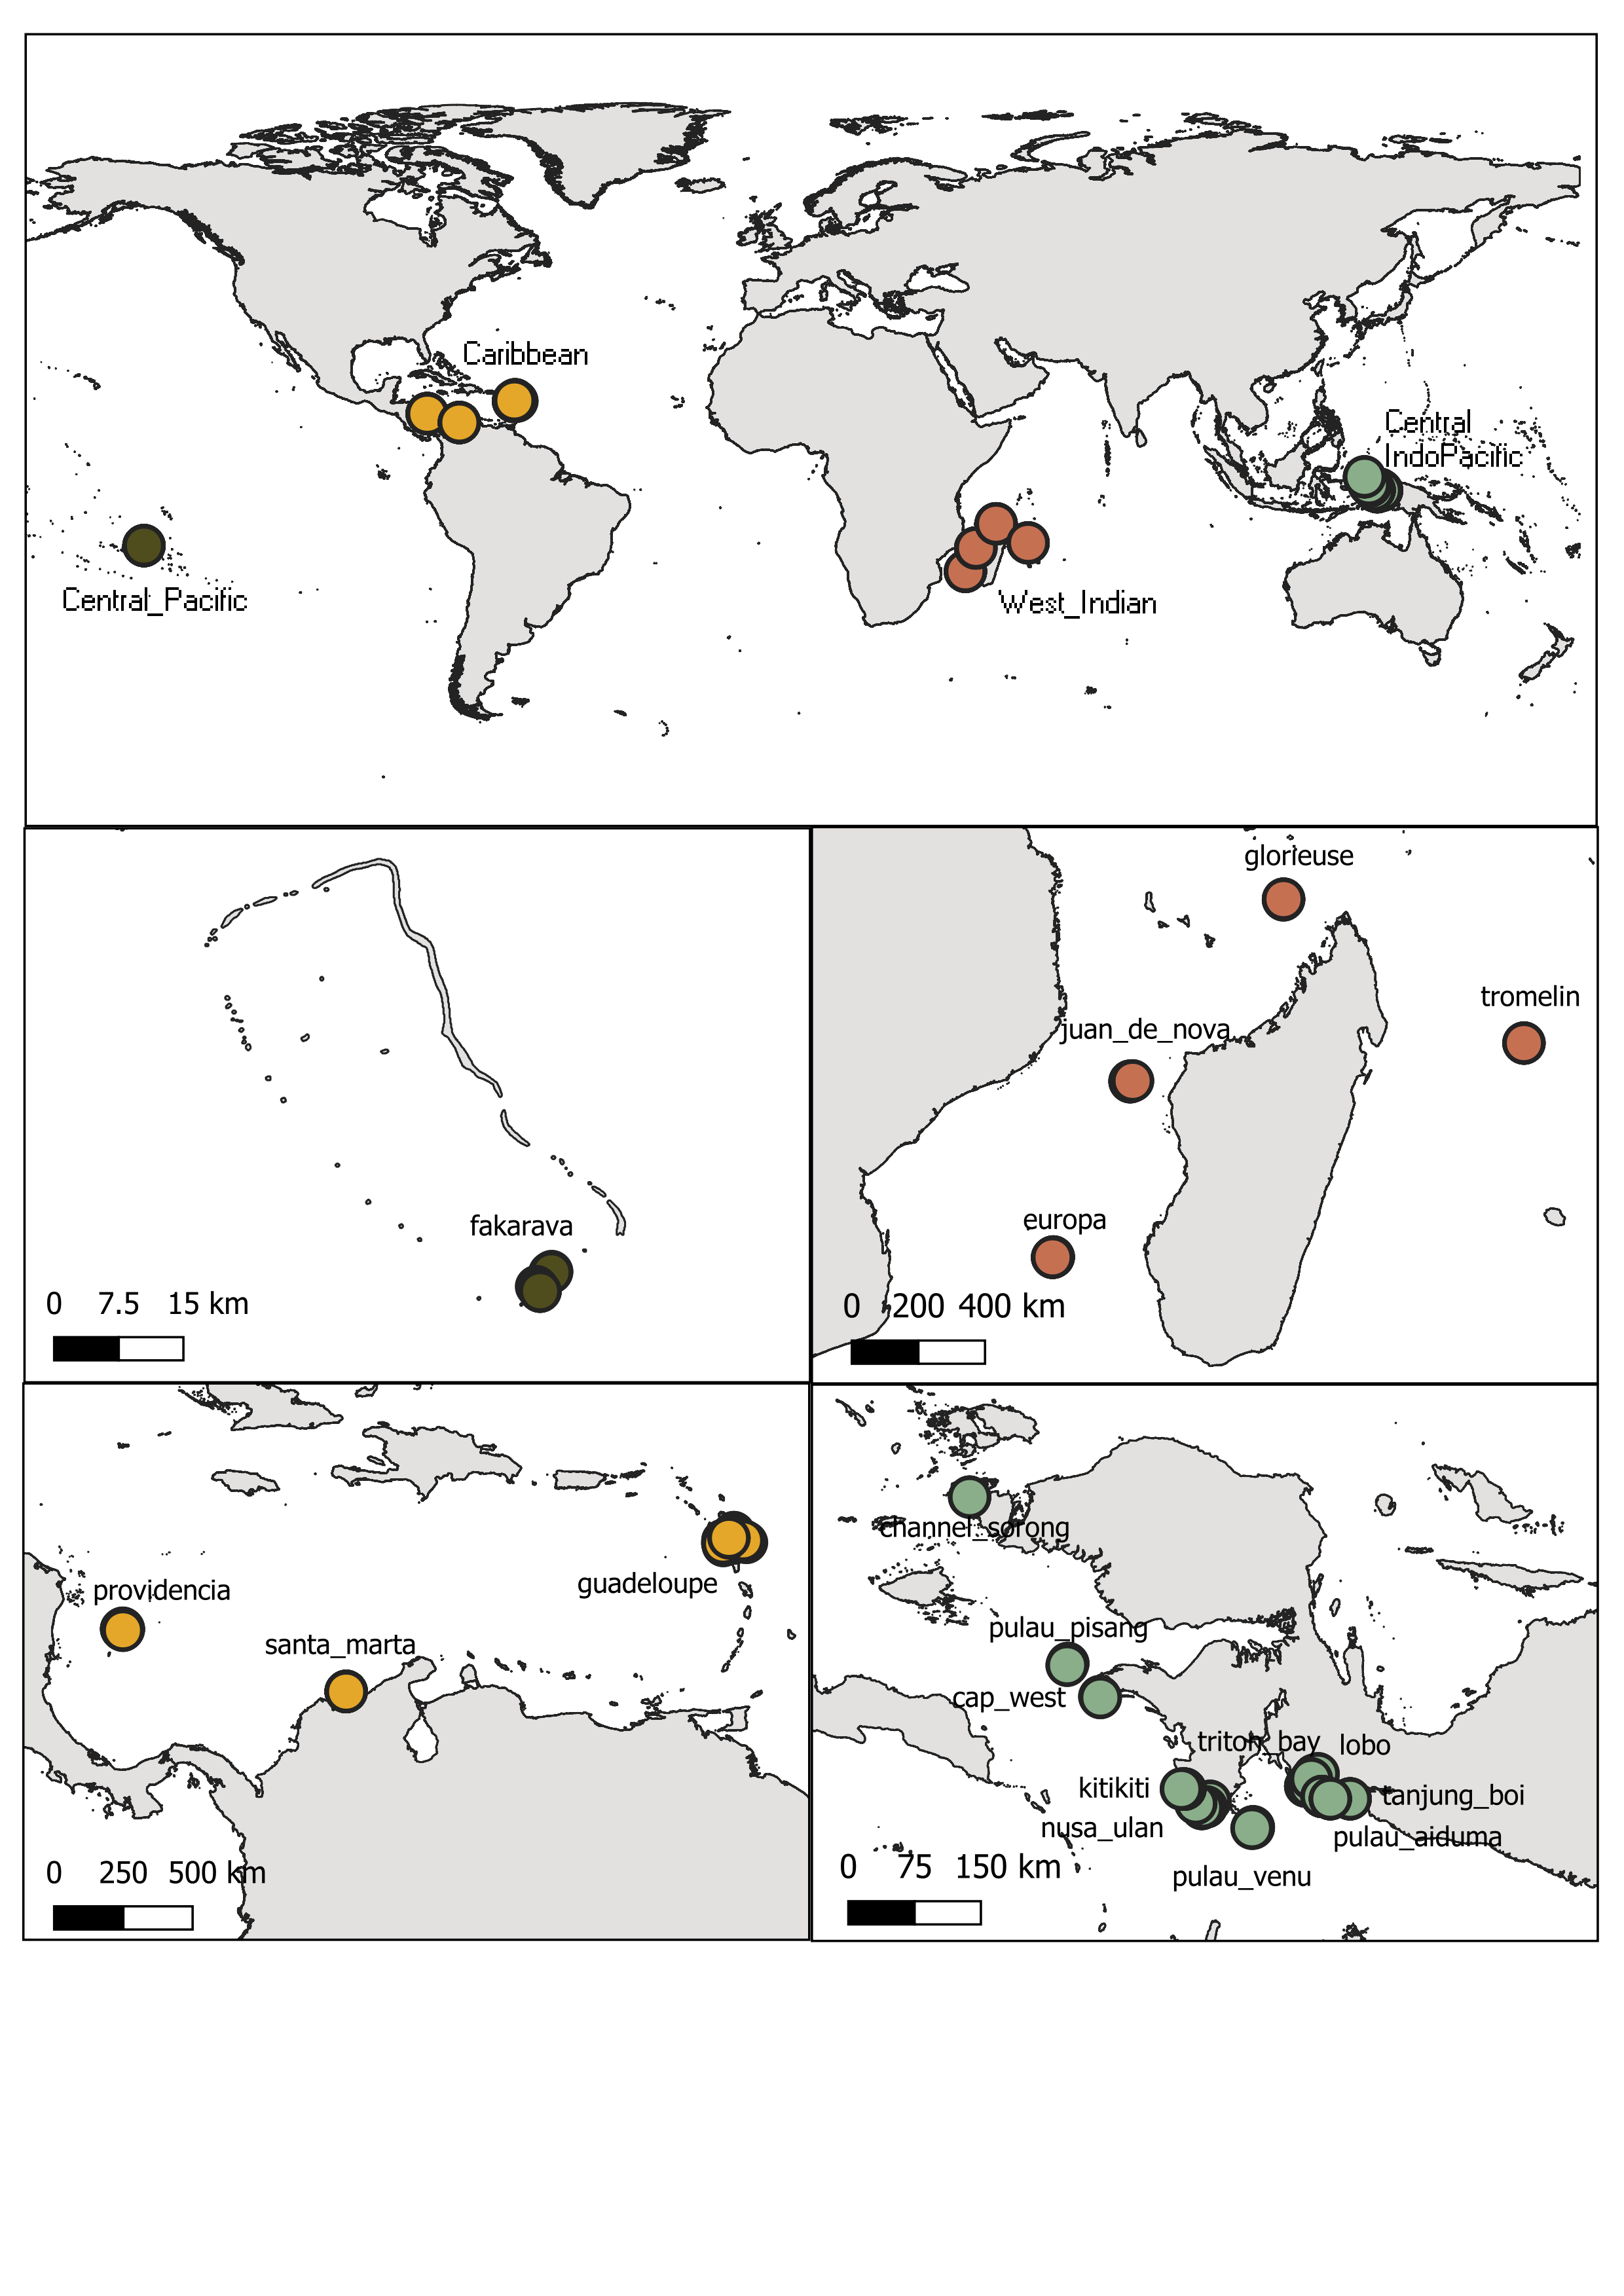 Caribbean
Central
IndoPacific
Central_Pacific
West_Indian
fakarava
0 7.5 15 km
glorieuse
tromelin
juan_de_nova
europa
0 200 400 km
providencia
guadeloupe
santa_marta
0 250 500 km
channel_sorong
pulau_pisang
cap_west
triton_bay
lobo
kitikiti
tanjung_boi
nusa_ulan
pulau_aiduma
pulau_venu
0 75 150 km